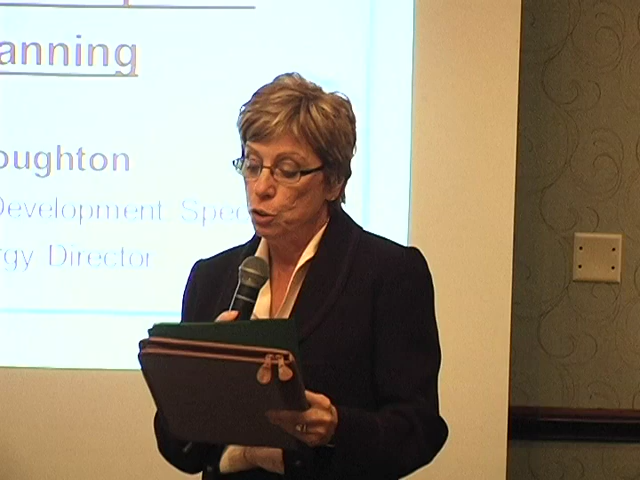 anning
oughton
Development Spec
rgy Director